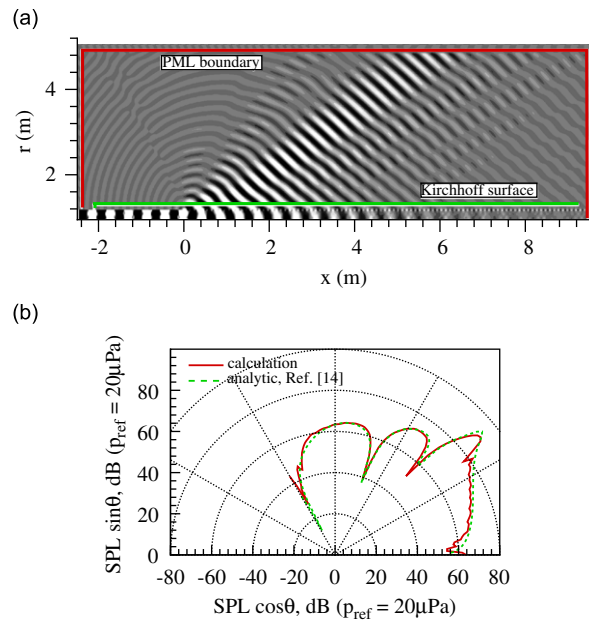 (a)
PML boundary
4
r (m)
2
Kirchhoff surface
-2 0 2 4 6 8
x (m)
(b)
calculation
analytic, Ref. [14]
80
60
40
20
0
SPL sinθ, dB (pref = 20μPa)
-80 -60 -40 -20 0 20 40 60 80
SPL cosθ, dB (pref = 20μPa)